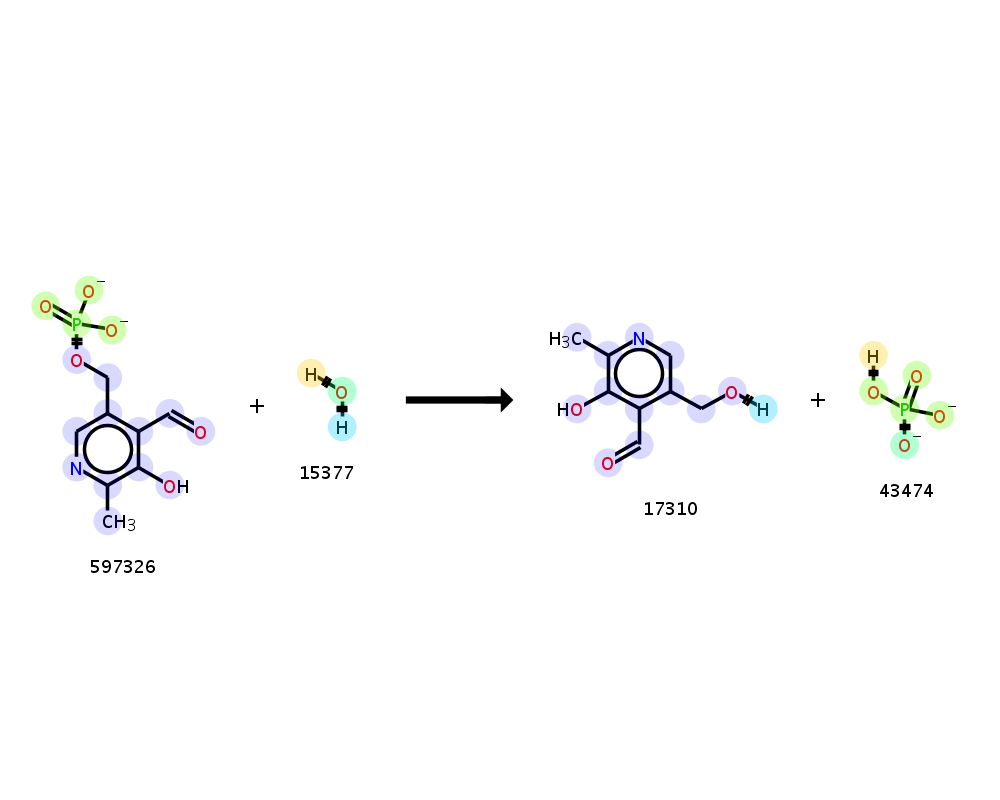 O O⁻
P O⁻
O
O
N OH
CH₃
597326
+
H
O
H
15377
H₃C N
HO O H
O
17310
+
H
O O
P O⁻
O⁻
43474